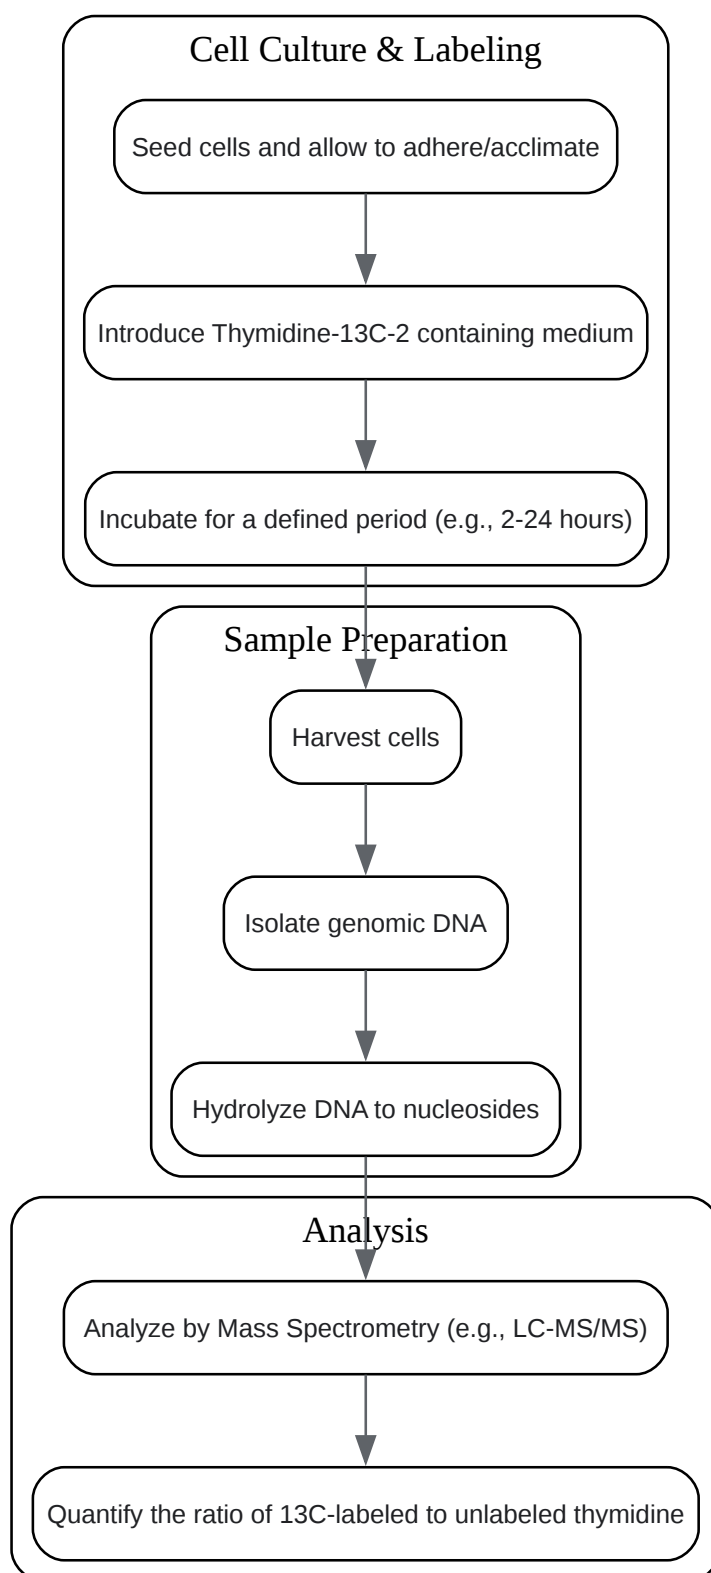 Cell Culture & Labeling
Seed cells and allow to adhere/acclimate
Introduce Thymidine-13C-2 containing medium
Incubate for a defined period (e.g., 2-24 hours)
Sample Preparation
Harvest cells
Isolate genomic DNA
Hydrolyze DNA to nucleosides
Analysis
Analyze by Mass Spectrometry (e.g., LC-MS/MS)
Quantify the ratio of 13C-labeled to unlabeled thymidine